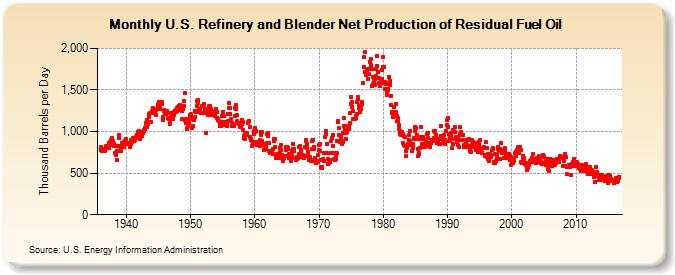 Monthly U.S. Refinery and Blender Net Production of Residual Fuel Oil
Thousand Barrels per Day
2,000
1,500
1,000
500
0
1940 1950 1960 1970 1980 1990 2000 2010
Source: U.S. Energy Information Administration